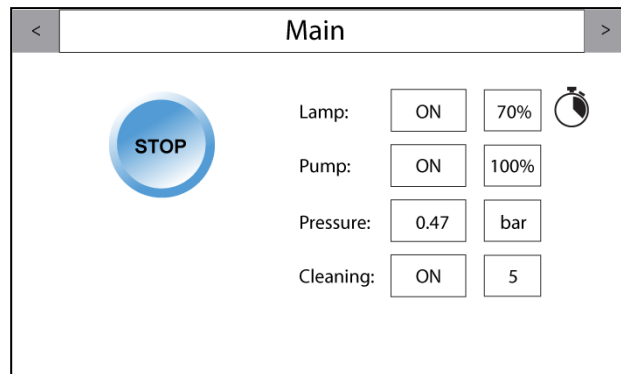 < Main >
STOP
Lamp: ON 70%
Pump: ON 100%
Pressure: 0.47 bar
Cleaning: ON 5